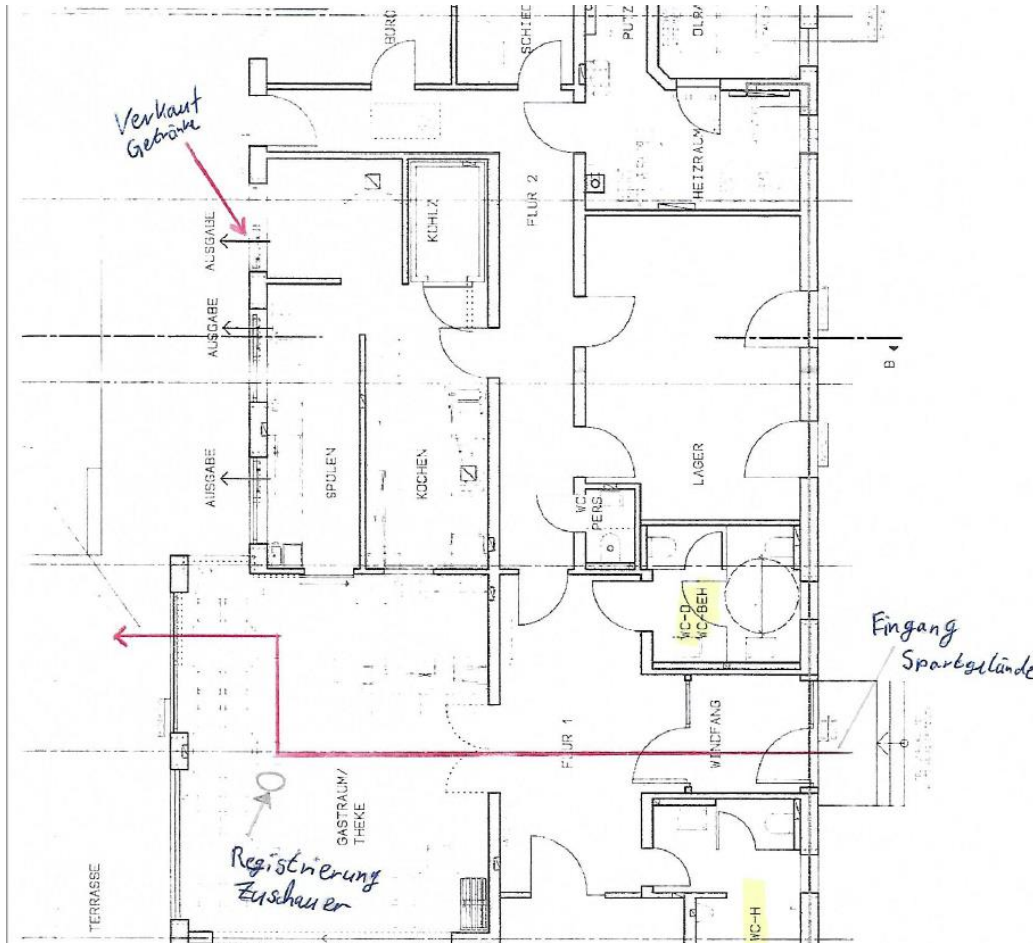 BÜRO
SCHIED
PUTZ
Verkauf
Getränke
AUSGABE
KÜHLZ
FLUR 2
HEIZRAUM
AUSGABE
B
AUSGABE
SPÜLEN
KOCHEN
WC
PERS
LAGER
WC-D
WC-BEH
Eingang
Sportgelände
FLUR 1
WINDFANG
GASTRAUM/
THEKE
Registrierung
Zuschauer
TERRASSE
WC-H